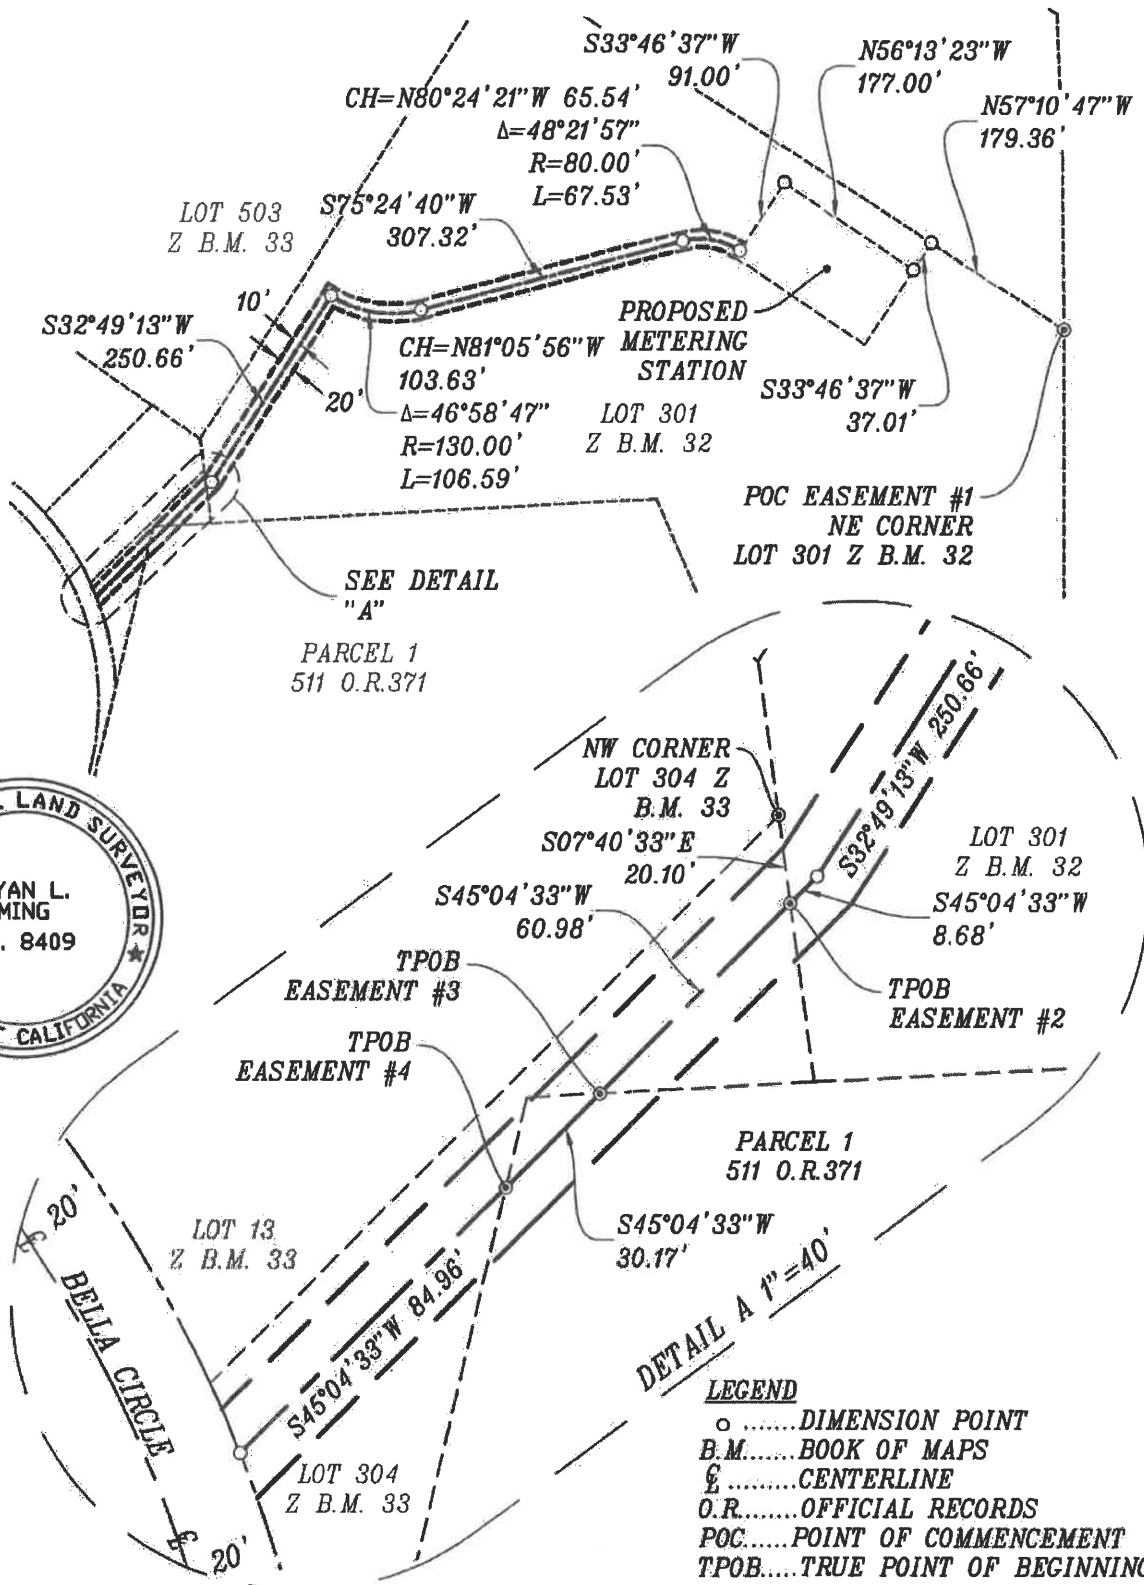 S33°46'37"W
91.00'
N56°13'23"W
177.00'
N57°10'47"W
179.36'
CH=N80°24'21"W 65.54'
Δ=48°21'57"
R=80.00'
L=67.53'
LOT 503
Z B.M. 33
S75°24'40"W
307.32'
10'
S32°49'13"W
250.66'
20'
CH=N81°05'56"W
103.63'
Δ=46°58'47"
R=130.00'
L=106.59'
PROPOSED
METERING
STATION
LOT 301
Z B.M. 32
S33°46'37"W
37.01'
POC EASEMENT #1
NE CORNER
LOT 301 Z B.M. 32
SEE DETAIL
"A"
PARCEL 1
511 O.R.371
LAND SURVEYOR
YAN L.
MING
. 8409
CALIFORNIA
NW CORNER
LOT 304 Z
B.M. 33
S07°40'33"E
20.10'
S32°49'13"W 250.66'
LOT 301
Z B.M. 32
S45°04'33"W
8.68'
S45°04'33"W
60.98'
TPOB
EASEMENT #3
TPOB
EASEMENT #2
TPOB
EASEMENT #4
PARCEL 1
511 O.R.371
S45°04'33"W
30.17'
20'
℄
LOT 13
Z B.M. 33
BELLA CIRCLE
S45°04'33"W 84.96'
DETAIL A 1"=40'
LOT 304
Z B.M. 33
℄
20'
LEGEND
o .......DIMENSION POINT
B.M.......BOOK OF MAPS
℄ .........CENTERLINE
O.R........OFFICIAL RECORDS
POC.....POINT OF COMMENCEMENT
TPOB....TRUE POINT OF BEGINNING